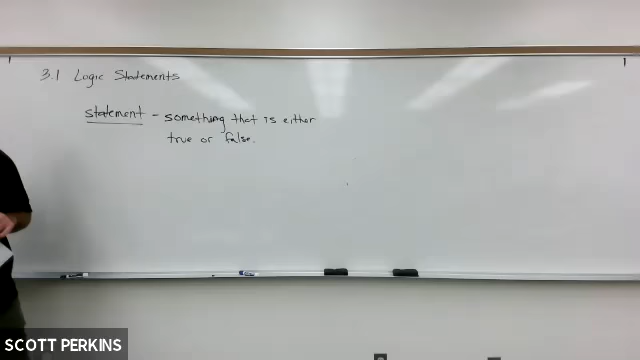 3.1 Logic Statements
statement - something that is either
true or false.
SCOTT PERKINS